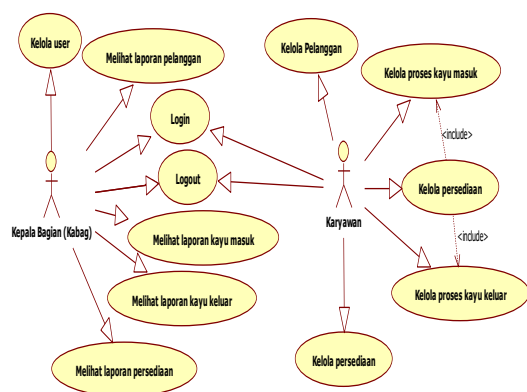 Kelola user
Melihat laporan pelanggan
Kelola Pelanggan
Kelola proses kayu masuk
Login
<include>
Logout
Kelola persediaan
Kepala Bagian (Kabag)
Karyawan
Melihat laporan kayu masuk
<include>
Melihat laporan kayu keluar
Kelola proses kayu keluar
Kelola persediaan
Melihat laporan persediaan